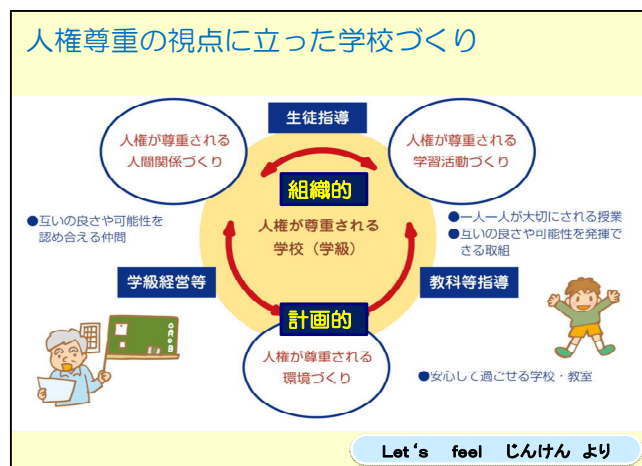 人権尊重の視点に立った学校づくり
生徒指導
人権が尊重される
人間関係づくり
人権が尊重される
学習活動づくり
組織的
人権が尊重される
学校（学級）
●互いの良さや可能性を
認め合える仲間
●一人一人が大切にされる授業
●互いの良さや可能性を発揮で
きる取組
学級経営等
教科等指導
計画的
人権が尊重される
環境づくり
●安心して過ごせる学校・教室
Let‘s feel じんけん より